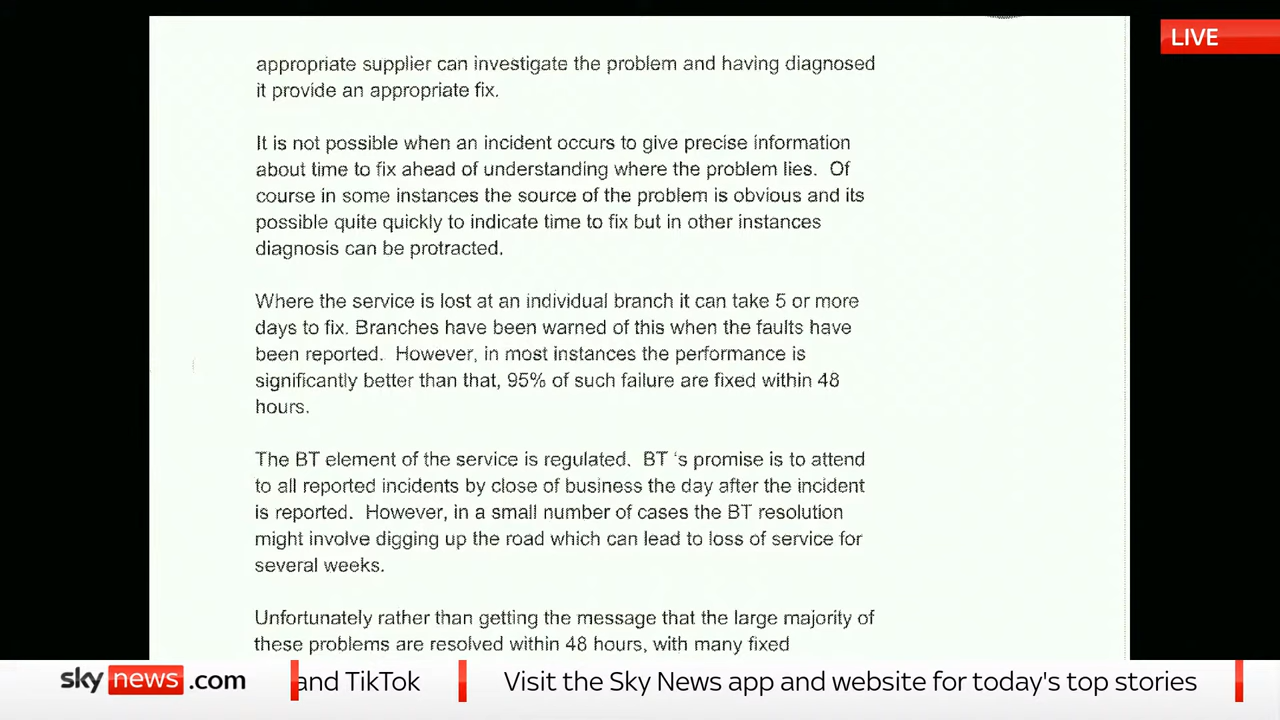 LIVE
appropriate supplier can investigate the problem and having diagnosed
it provide an appropriate fix.
It is not possible when an incident occurs to give precise information
about time to fix ahead of understanding where the problem lies. Of
course in some instances the source of the problem is obvious and its
possible quite quickly to indicate time to fix but in other instances
diagnosis can be protracted.
Where the service is lost at an individual branch it can take 5 or more
days to fix. Branches have been warned of this when the faults have
been reported. However, in most instances the performance is
significantly better than that, 95% of such failure are fixed within 48
hours.
The BT element of the service is regulated. BT 's promise is to attend
to all reported incidents by close of business the day after the incident
is reported. However, in a small number of cases the BT resolution
might involve digging up the road which can lead to loss of service for
several weeks.
Unfortunately rather than getting the message that the large majority of
these problems are resolved within 48 hours, with many fixed
sky news .com and TikTok Visit the Sky News app and website for today's top stories